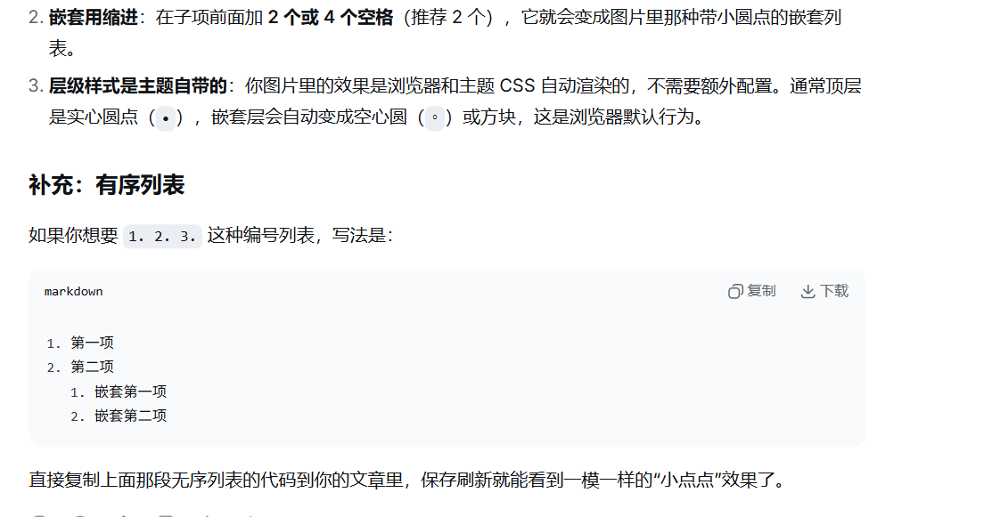 2. 嵌套用缩进：在子项前面加 2 个或 4 个空格（推荐 2 个），它就会变成图片里那种带小圆点的嵌套列
表。
3. 层级样式是主题自带的：你图片里的效果是浏览器和主题 CSS 自动渲染的，不需要额外配置。通常顶层
是实心圆点（•），嵌套层会自动变成空心圆（◦）或方块，这是浏览器默认行为。
补充：有序列表
如果你想要 1. 2. 3. 这种编号列表，写法是：
markdown 复制 下载
1. 第一项
2. 第二项
1. 嵌套第一项
2. 嵌套第二项
直接复制上面那段无序列表的代码到你的文章里，保存刷新就能看到一模一样的“小点点”效果了。